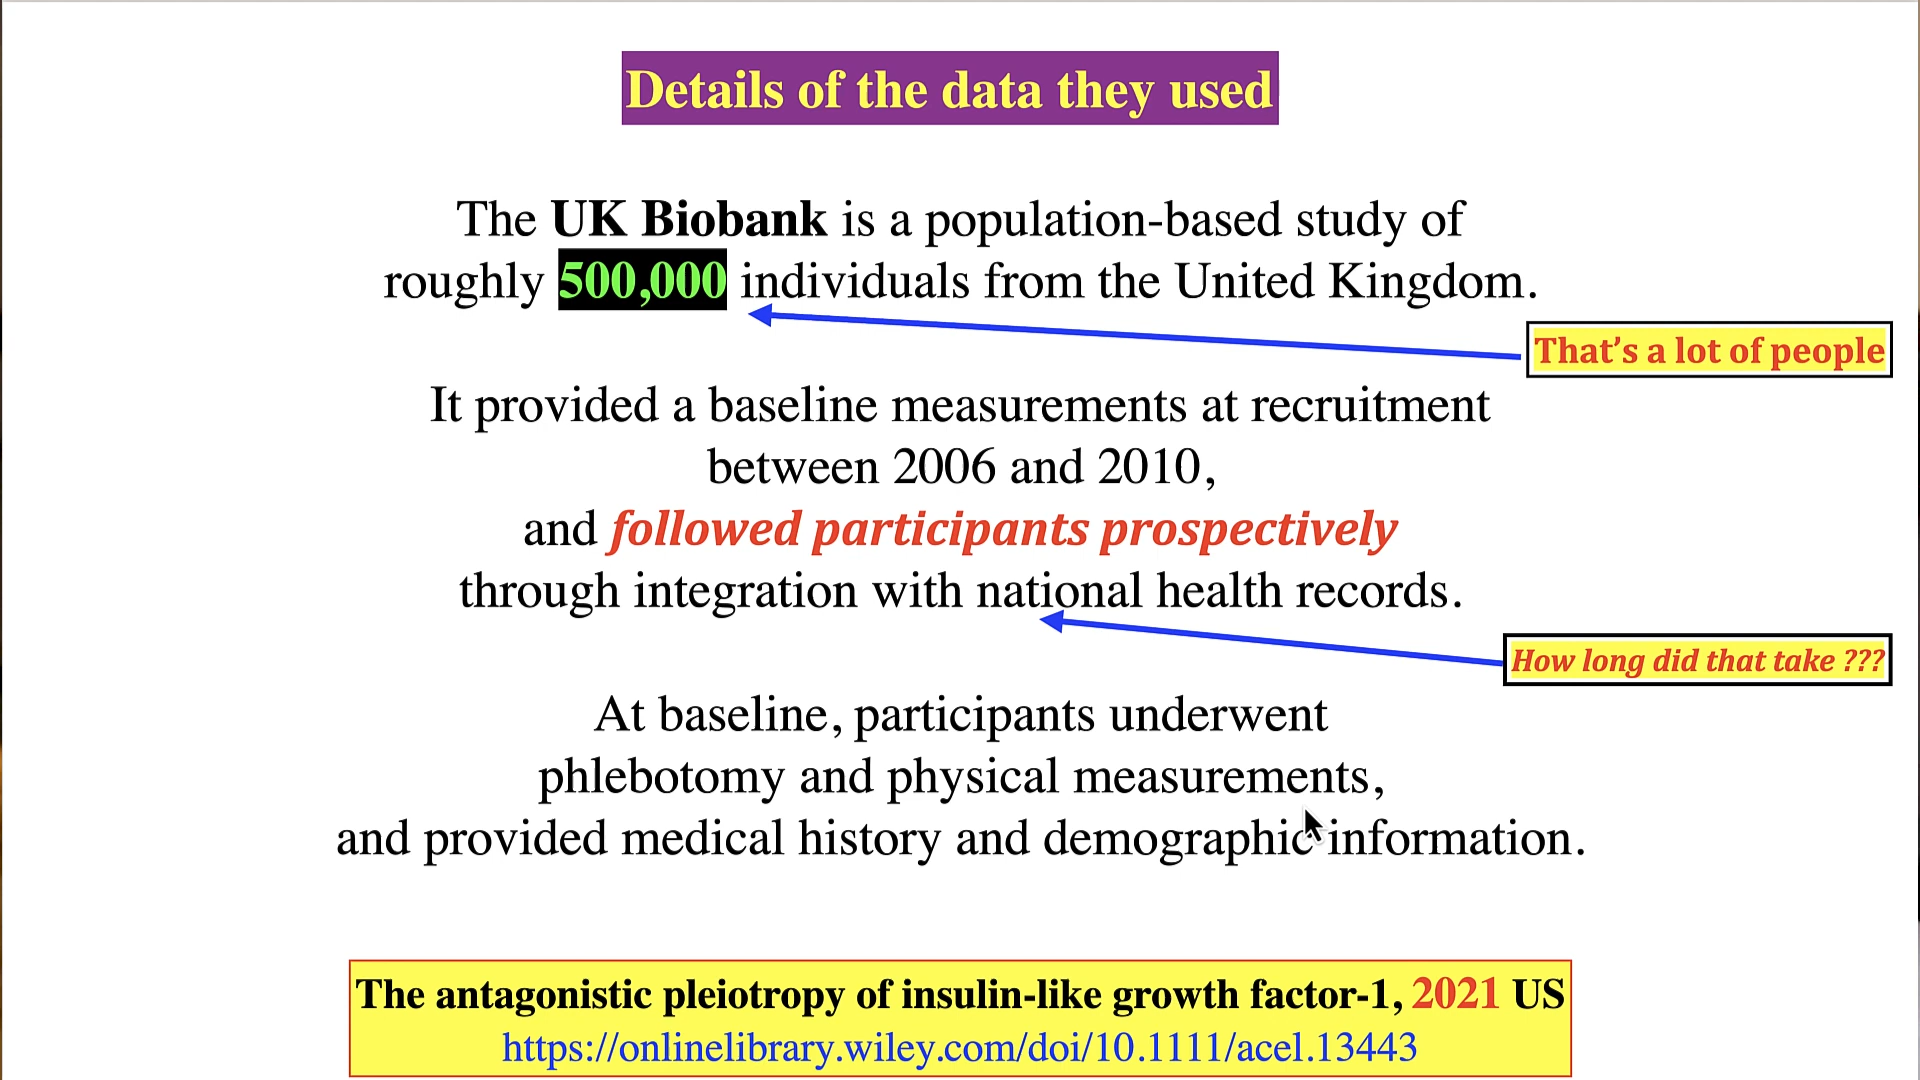 Details of the data they used
The UK Biobank is a population-based study of
roughly 500,000 individuals from the United Kingdom.
That’s a lot of people
It provided a baseline measurements at recruitment
between 2006 and 2010,
and followed participants prospectively
through integration with national health records.
How long did that take ???
At baseline, participants underwent
phlebotomy and physical measurements,
and provided medical history and demographic information.
The antagonistic pleiotropy of insulin-like growth factor-1, 2021 US
https://onlinelibrary.wiley.com/doi/10.1111/acel.13443